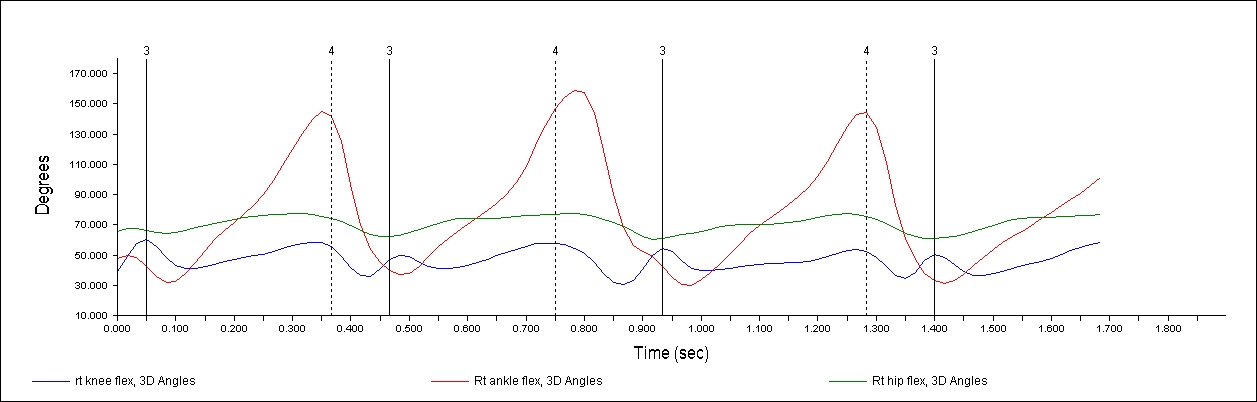 3 4 3 4 3 4 3
170.000
150.000
130.000
110.000
90.000
70.000
50.000
30.000
10.000
Degrees
0.000 0.100 0.200 0.300 0.400 0.500 0.600 0.700 0.800 0.900 1.000 1.100 1.200 1.300 1.400 1.500 1.600 1.700 1.800
Time (sec)
rt knee flex, 3D Angles Rt ankle flex, 3D Angles Rt hip flex, 3D Angles